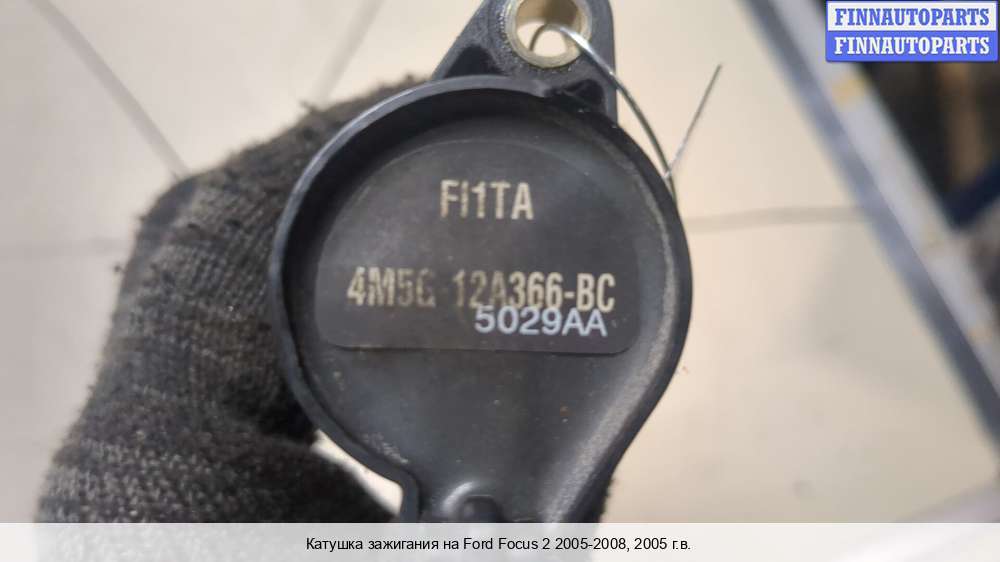 FINNAUTOPARTS
FINNAUTOPARTS
FI1TA
4M5G-12A366-BC
5029AA
Катушка зажигания на Ford Focus 2 2005-2008, 2005 г.в.